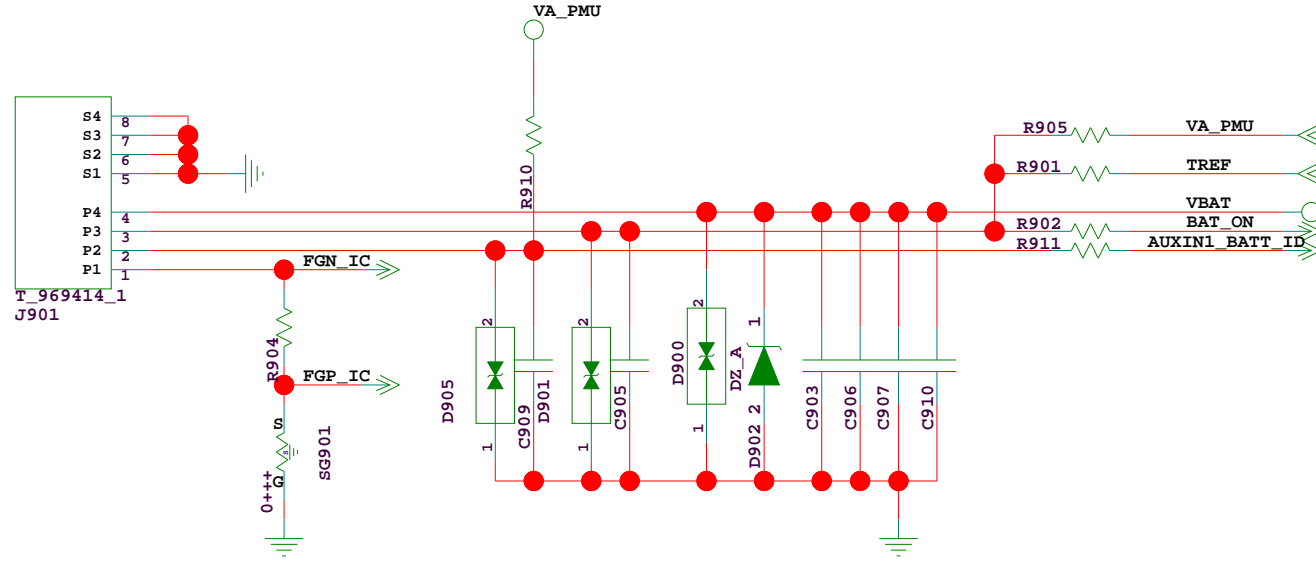 VA_PMU
S4
8
S3
7
S2
6
S1
5
P4
4
P3
3
P2
2
P1
1
T_969414_1
J901
R910
R905
VA_PMU
R901
TREF
VBAT
R902
BAT_ON
R911
AUXIN1_BATT_ID
FGN_IC
R904
FGP_IC
S
G
S
0+++
SG901
D905
2
1
C909
D901
2
1
C905
D900
2
1
DZ_A
1
D902
2
C903
C906
C907
C910